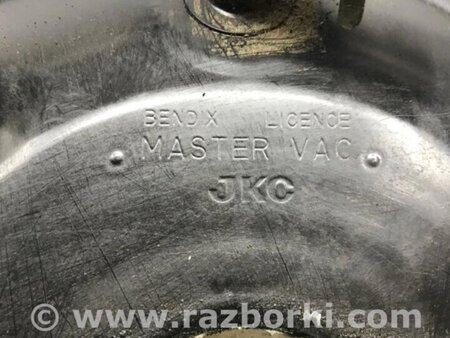 BENDIX LICENCE
MASTER VAC
JKC
www.razborki.com